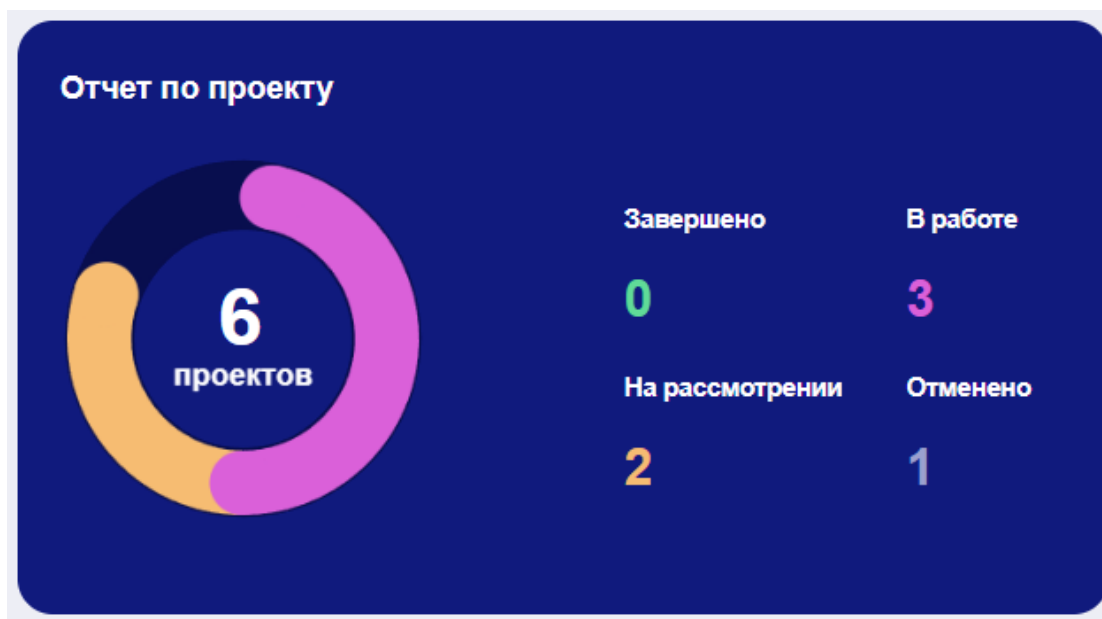 Отчет по проекту
6
проектов
Завершено
0
В работе
3
На рассмотрении
2
Отменено
1